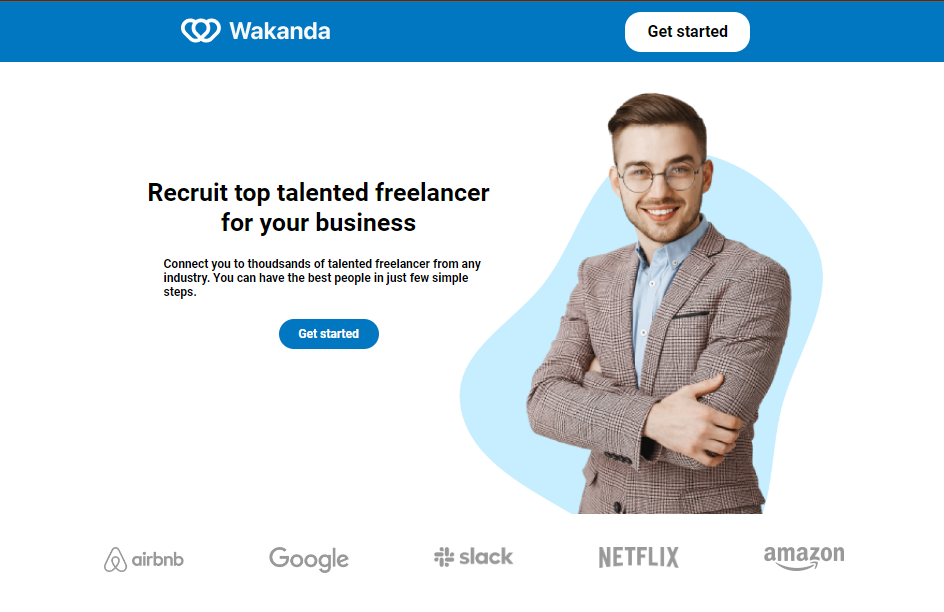 Wakanda
Get started
Recruit top talented freelancer
for your business
Connect you to thoudsands of talented freelancer from any
industry. You can have the best people in just few simple
steps.
Get started
airbnb
Google
slack
NETFLIX
amazon